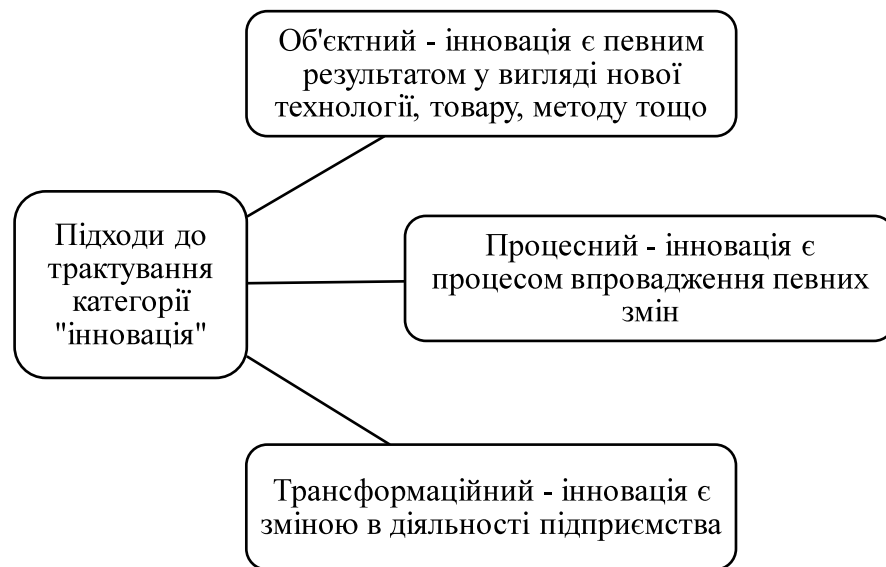 Об'єктний - інновація є певним
результатом у вигляді нової
технології, товару, методу тощо
Підходи до
трактування
категорії
"інновація"
Процесний - інновація є
процесом впровадження певних
змін
Трансформаційний - інновація є
зміною в діяльності підприємства